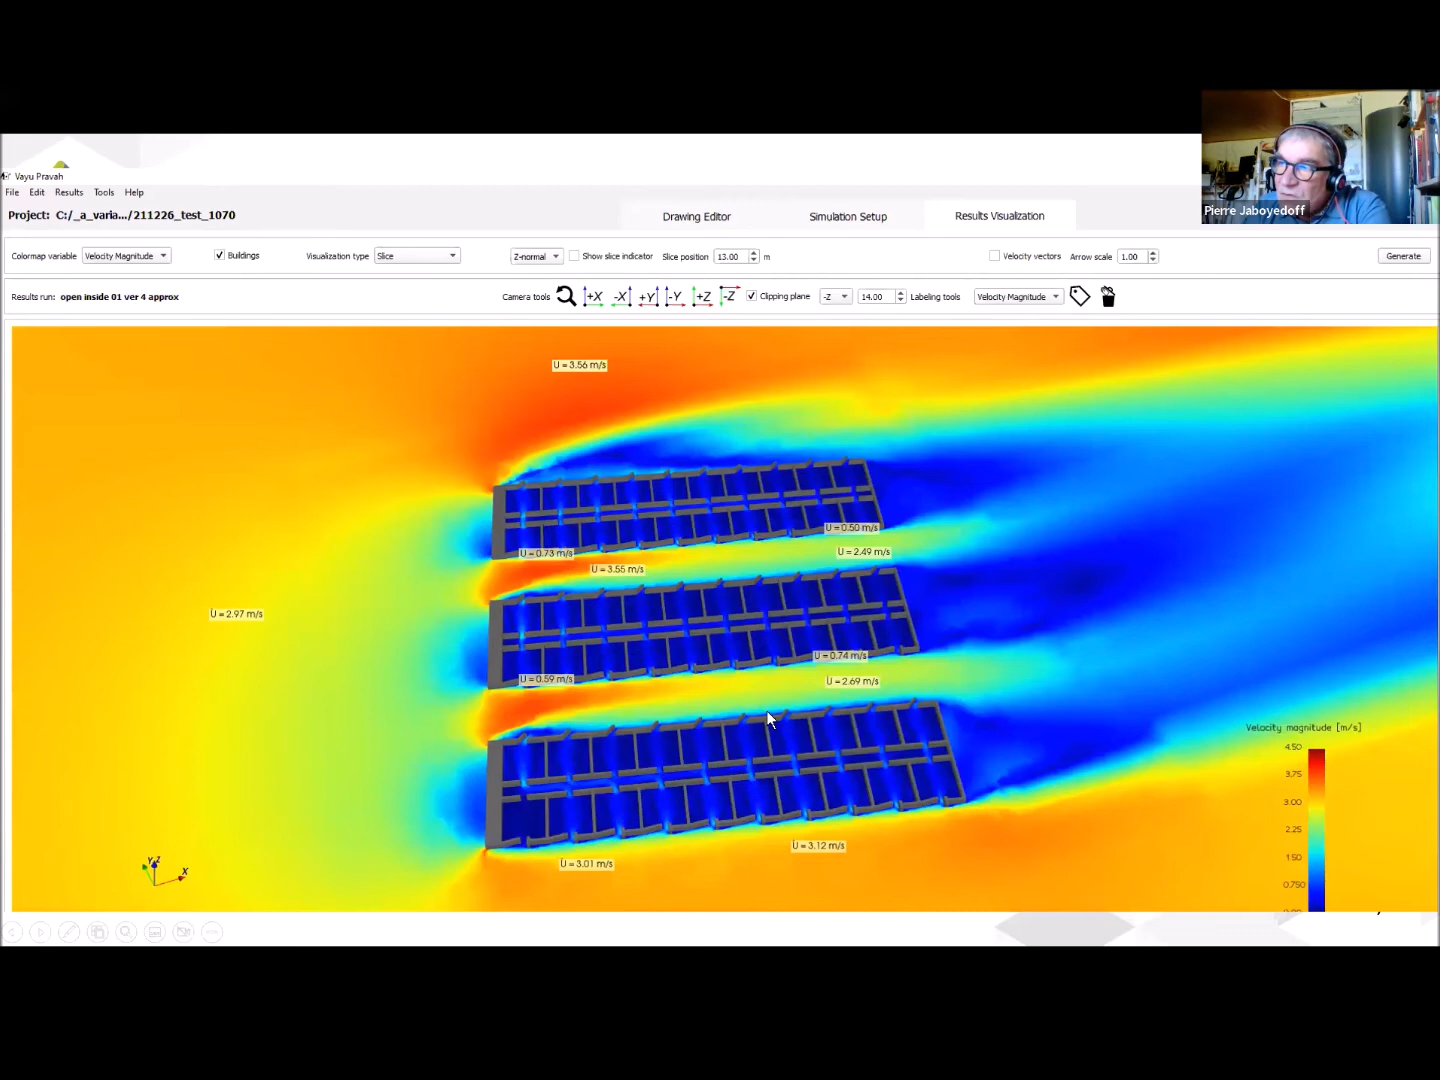 Vayu Pravah
File Edit Results Tools Help
Project: C:/_a_varia.../211226_test_1070
Drawing Editor
Simulation Setup
Results Visualization
Pierre Jaboyedoff
Colormap variable Velocity Magnitude Buildings Visualization type Slice Z-normal Show slice indicator Slice position 13.00 m Velocity vectors Arrow scale 1.00 Generate
Results run: open inside 01 ver 4 approx Camera tools +X -X +Y -Y +Z -Z Clipping plane -Z 14.00 Labeling tools Velocity Magnitude
U = 3.56 m/s
U = 0.50 m/s
U = 0.73 m/s
U = 2.49 m/s
U = 3.55 m/s
U = 2.97 m/s
U = 0.74 m/s
U = 0.59 m/s
U = 2.69 m/s
U = 3.12 m/s
U = 3.01 m/s
Velocity magnitude [m/s]
4.50
3.75
3.00
2.25
1.50
0.750
Y Z
X